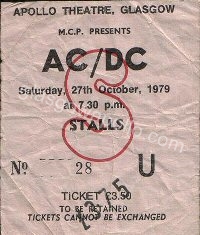 APOLLO THEATRE, GLASGOW
M.C.P. PRESENTS
AC/DC
Saturday, 27th October, 1979
at 7.30 p.m.
S
STALLS
No. 28 U
TICKET £3.50
TO BE RETAINED
TICKETS CANNOT BE EXCHANGED